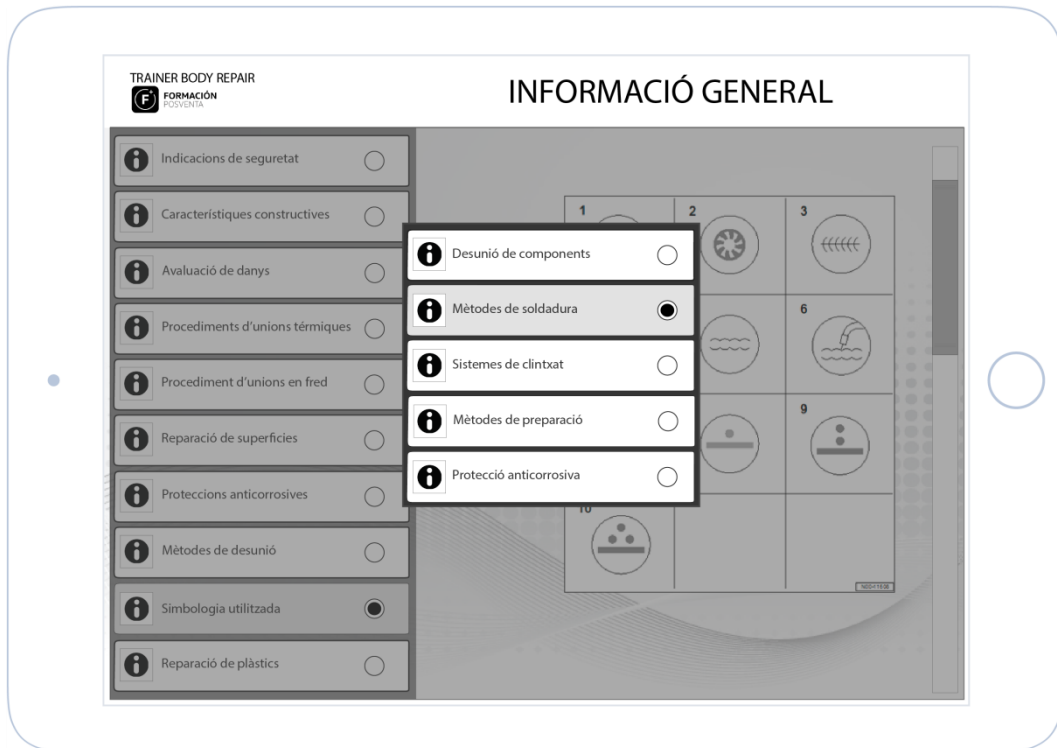 TRAINER BODY REPAIR
F+
FORMACIÓN
POSVENTA
INFORMACIÓ GENERAL
Indicacions de seguretat
Característiques constructives
Avaluació de danys
Procediments d'unions térmiques
Procediment d'unions en fred
Reparació de superfícies
Proteccions anticorrosives
Mètodes de desunió
Simbologia utilitzada
Reparació de plàstics
Desunió de components
Mètodes de soldadura
Sistemes de clintxat
Mètodes de preparació
Protecció anticorrosiva
1
2
3
6
9
10